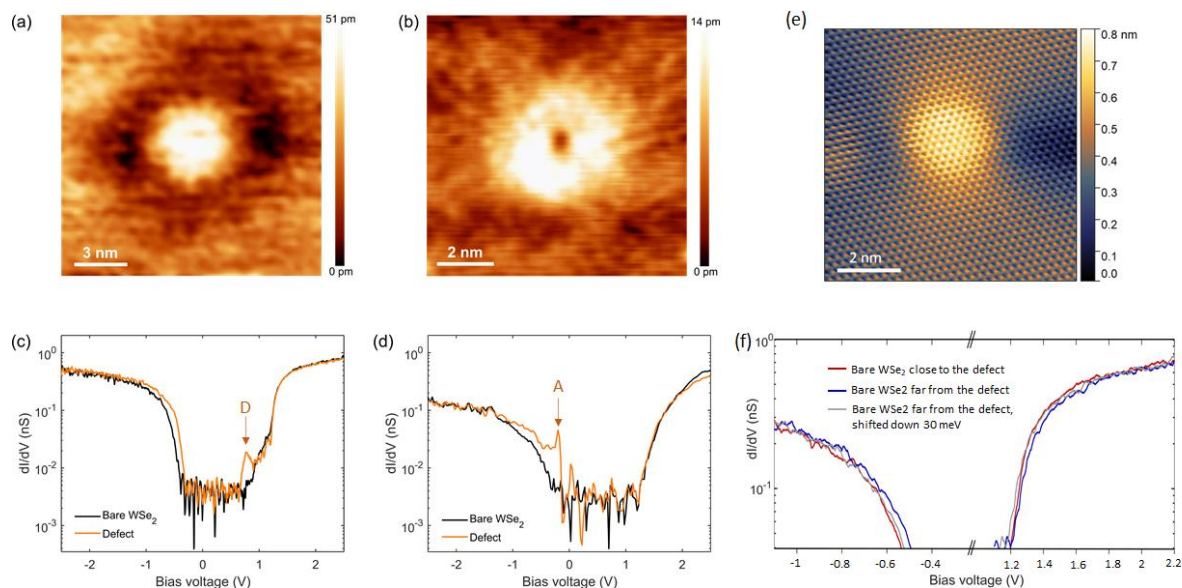 (a)
51 pm
3 nm
0 pm
(b)
14 pm
2 nm
0 pm
(e)
0.8 nm
0.7
0.6
0.5
0.4
0.3
0.2
0.1
0.0
2 nm
(c)
dI/dV (nS)
10⁰
10⁻¹
10⁻²
10⁻³
D
Bare WSe₂
Defect
-2 -1 0 1 2
Bias voltage (V)
(d)
dI/dV (nS)
10⁰
10⁻¹
10⁻²
10⁻³
A
Bare WSe₂
Defect
-2 -1 0 1 2
Bias voltage (V)
(f)
dI/dV (nS)
10⁰
10⁻¹
Bare WSe₂ close to the defect
Bare WSe2 far from the defect
Bare WSe2 far from the defect,
shifted down 30 meV
-1 -0.8 -0.6 -0.4 1.2 1.4 1.6 1.8 2.0 2.2
Bias voltage (V)